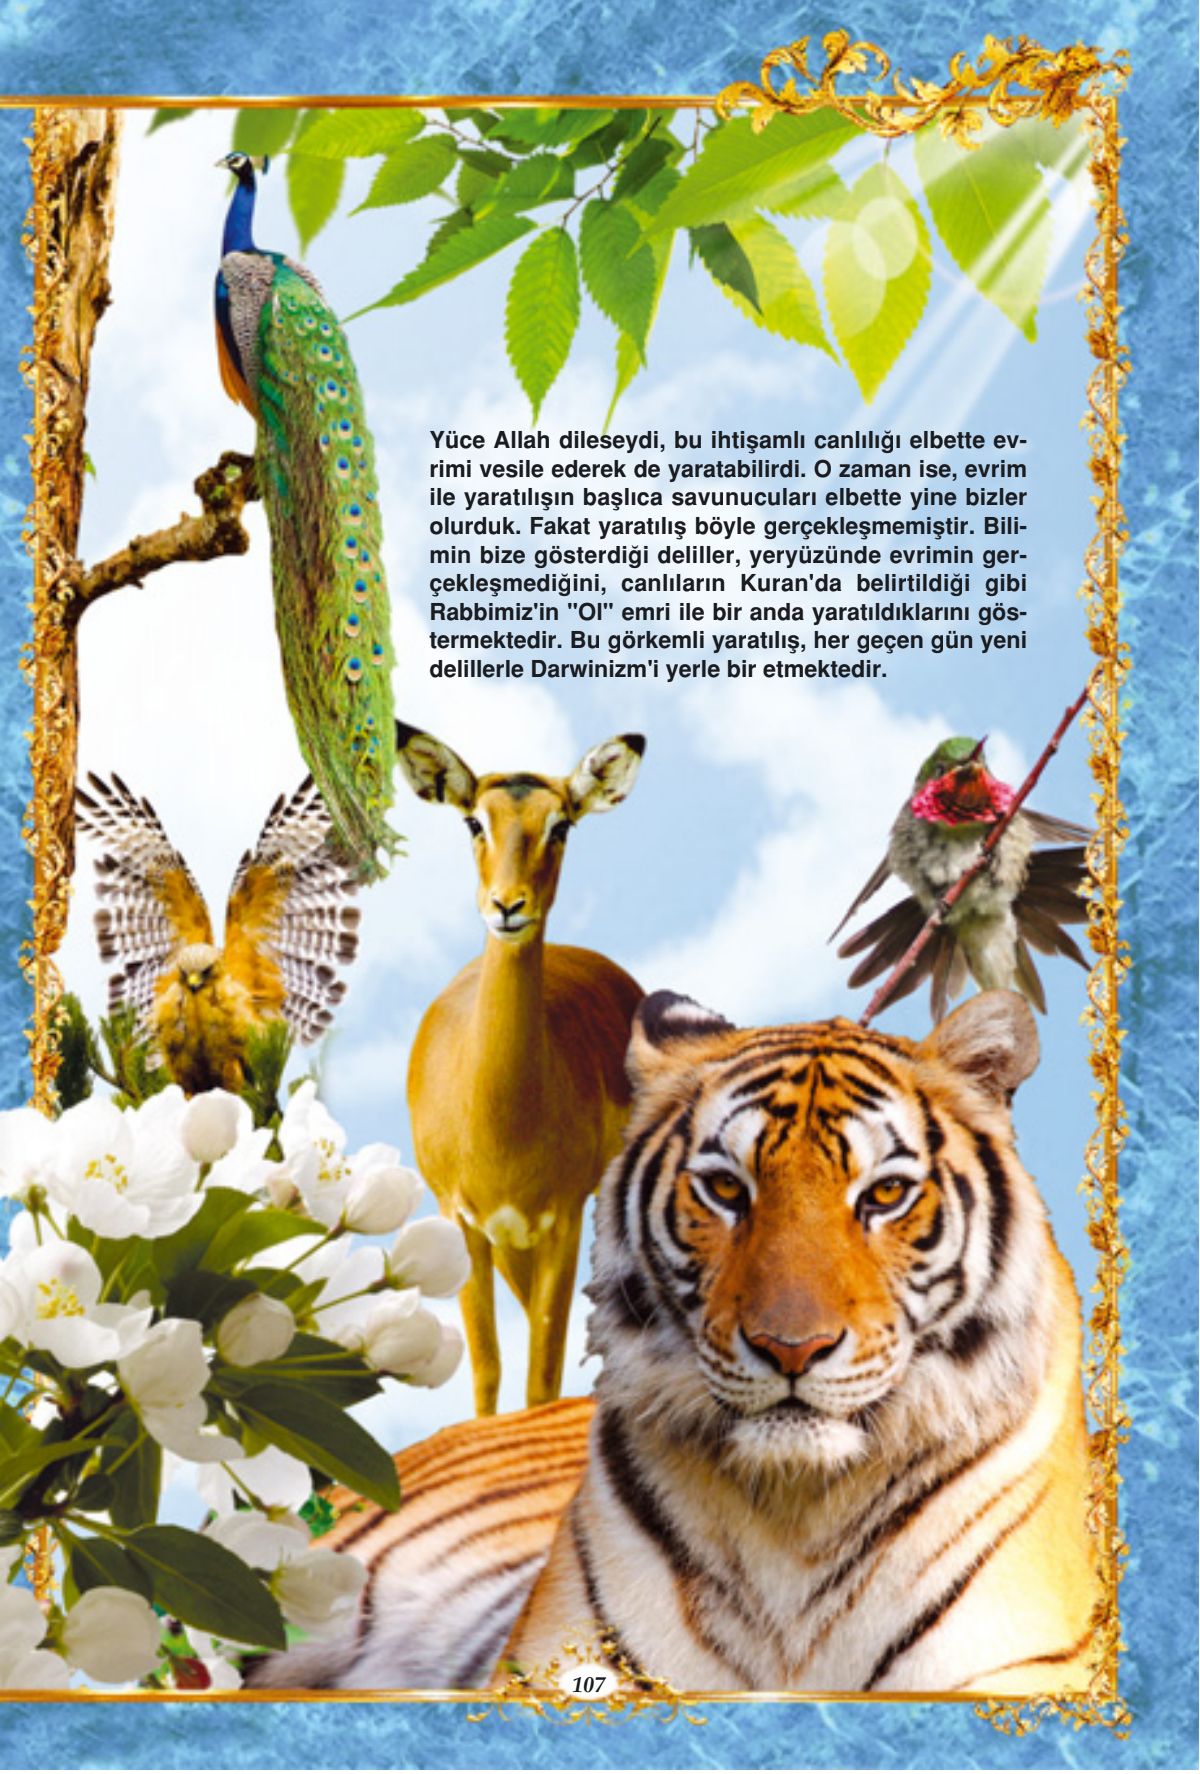 Yüce Allah dileseydi, bu ihtişamlı canlılığı elbette ev-
rimi vesile ederek de yaratabilirdi. O zaman ise, evrim
ile yaratılışın başlıca savunucuları elbette yine bizler
olurduk. Fakat yaratılış böyle gerçekleşmemiştir. Bili-
min bize gösterdiği deliller, yeryüzünde evrimin ger-
çekleşmediğini, canlıların Kuran'da belirtildiği gibi
Rabbimiz'in "Ol" emri ile bir anda yaratıldıklarını gös-
termektedir. Bu görkemli yaratılış, her geçen gün yeni
delillerle Darwinizm'i yerle bir etmektedir.
107